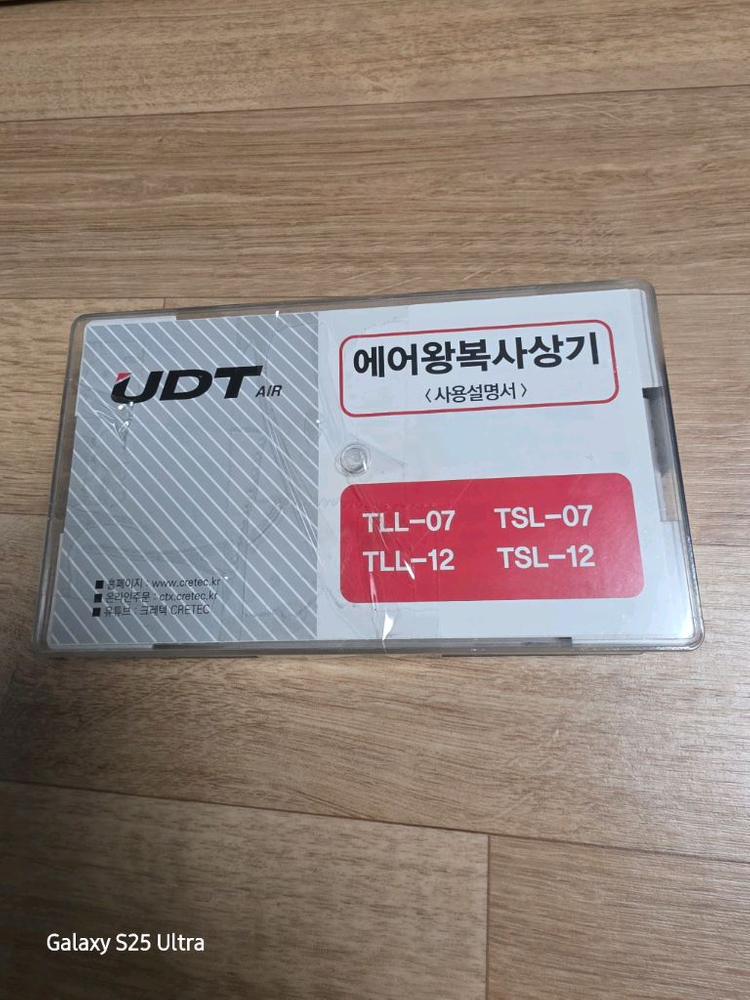 UDT AIR
에어왕복사상기
〈사용설명서〉
TLL-07 TSL-07
TLL-12 TSL-12
■ 홈페이지 : www.cretec.kr
■ 온라인주문 : ctx.cretec.kr
■ 유튜브 : 크레텍 CRETEC
Galaxy S25 Ultra